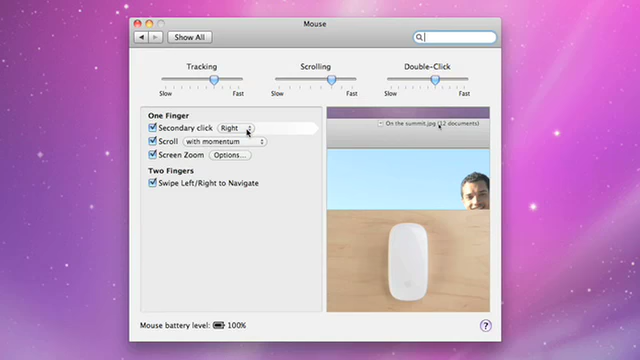 Mouse
Show All
Tracking
Scrolling
Double-Click
Slow
Fast
Slow
Fast
Slow
Fast
One Finger
Secondary click
Right
Scroll
with momentum
Screen Zoom
Options...
Two Fingers
Swipe Left/Right to Navigate
On the summit.jpg (12 documents)
Mouse battery level:
100%
?